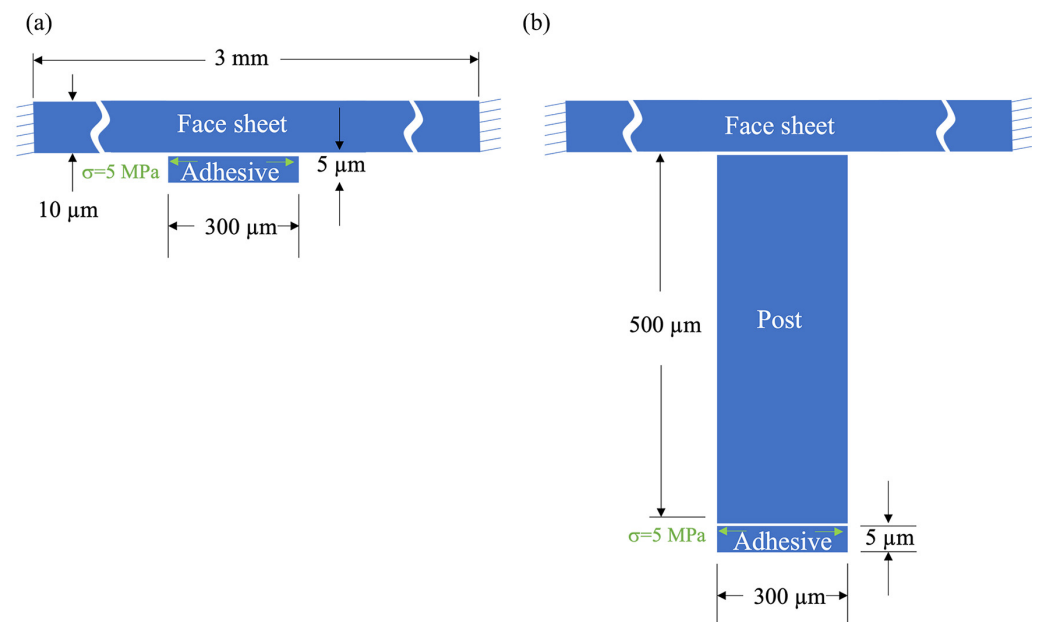 (a)
3 mm
Face sheet
σ=5 MPa
Adhesive
5 µm
10 µm
300 µm
(b)
Face sheet
500 µm
Post
σ=5 MPa
Adhesive
5 µm
300 µm